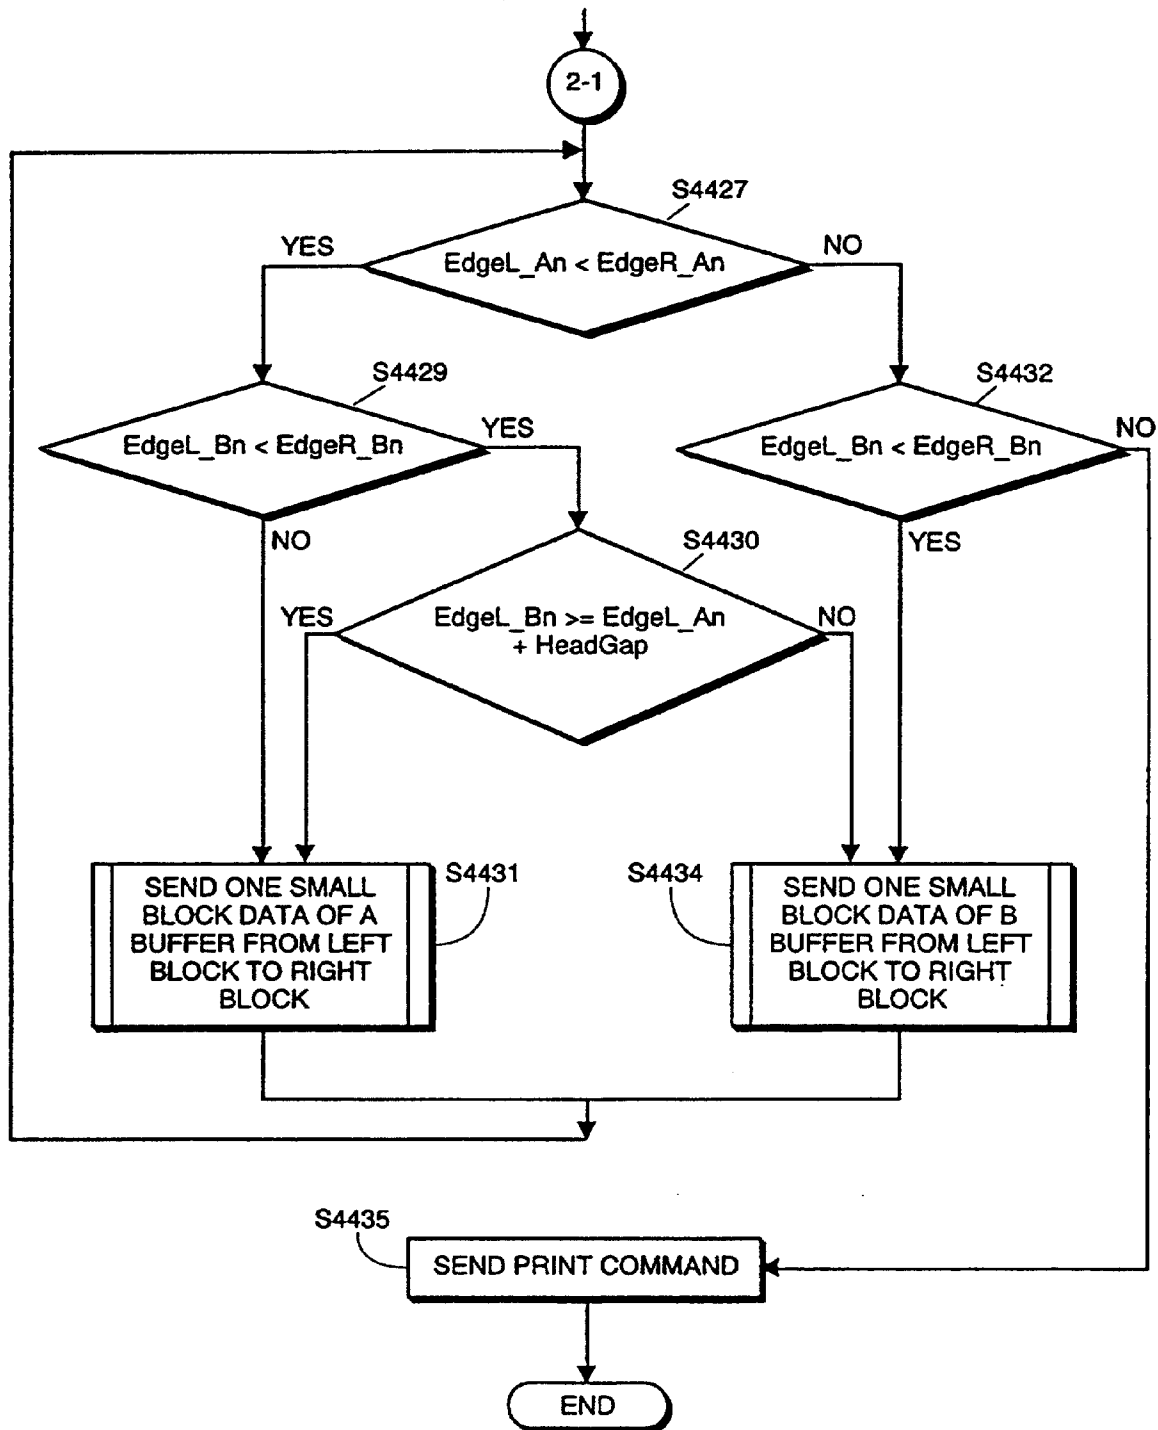 2-1
S4427
YES
EdgeL_An < EdgeR_An
NO
S4429
EdgeL_Bn < EdgeR_Bn
YES
NO
S4432
EdgeL_Bn < EdgeR_Bn
NO
YES
S4430
YES
EdgeL_Bn >= EdgeL_An
+ HeadGap
NO
SEND ONE SMALL
BLOCK DATA OF A
BUFFER FROM LEFT
BLOCK TO RIGHT
BLOCK
S4431
S4434
SEND ONE SMALL
BLOCK DATA OF B
BUFFER FROM LEFT
BLOCK TO RIGHT
BLOCK
S4435
SEND PRINT COMMAND
END